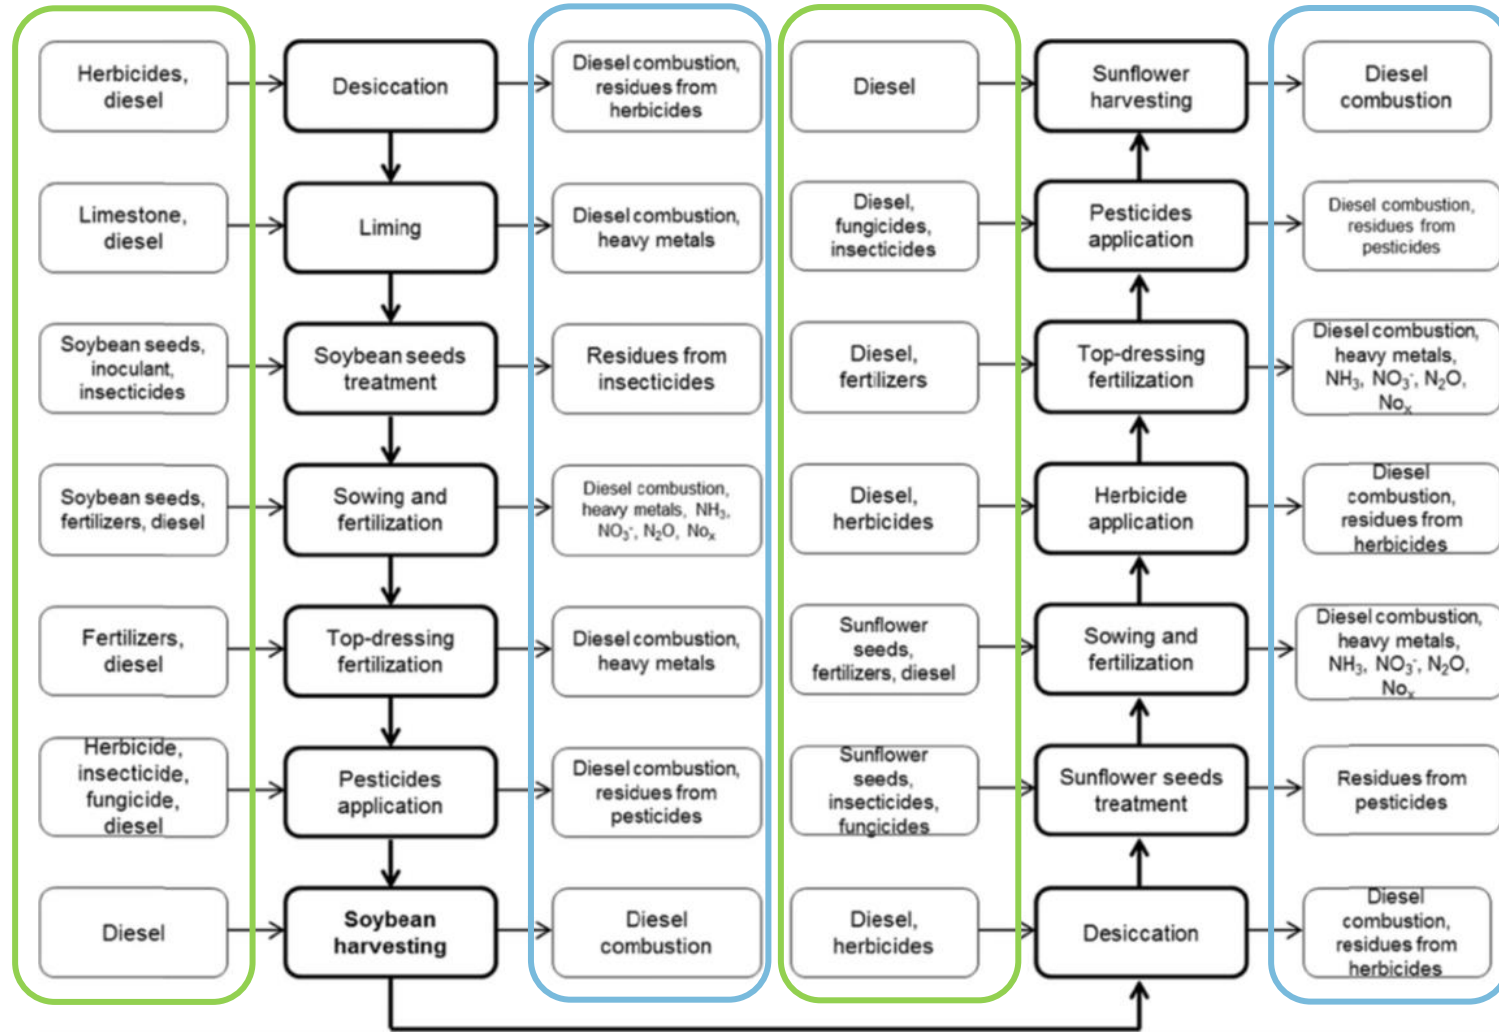 Herbicides,
diesel
Desiccation
Diesel combustion,
residues from
herbicides
Diesel
Sunflower
harvesting
Diesel
combustion
Limestone,
diesel
Liming
Diesel combustion,
heavy metals
Diesel,
fungicides,
insecticides
Pesticides
application
Diesel combustion,
residues from
pesticides
Soybean seeds,
inoculant,
insecticides
Soybean seeds
treatment
Residues from
insecticides
Diesel,
fertilizers
Top-dressing
fertilization
Diesel combustion,
heavy metals,
NH₃, NO₃⁻, N₂O,
Noₓ
Soybean seeds,
fertilizers, diesel
Sowing and
fertilization
Diesel combustion,
heavy metals, NH₃,
NO₃⁻, N₂O, Noₓ
Diesel,
herbicides
Herbicide
application
Diesel
combustion,
residues from
herbicides
Fertilizers,
diesel
Top-dressing
fertilization
Diesel combustion,
heavy metals
Sunflower
seeds,
fertilizers, diesel
Sowing and
fertilization
Diesel combustion,
heavy metals,
NH₃, NO₃⁻, N₂O,
Noₓ
Herbicide,
insecticide,
fungicide,
diesel
Pesticides
application
Diesel combustion,
residues from
pesticides
Sunflower
seeds,
insecticides,
fungicides
Sunflower seeds
treatment
Residues from
pesticides
Diesel
Soybean
harvesting
Diesel
combustion
Diesel,
herbicides
Desiccation
Diesel
combustion,
residues from
herbicides